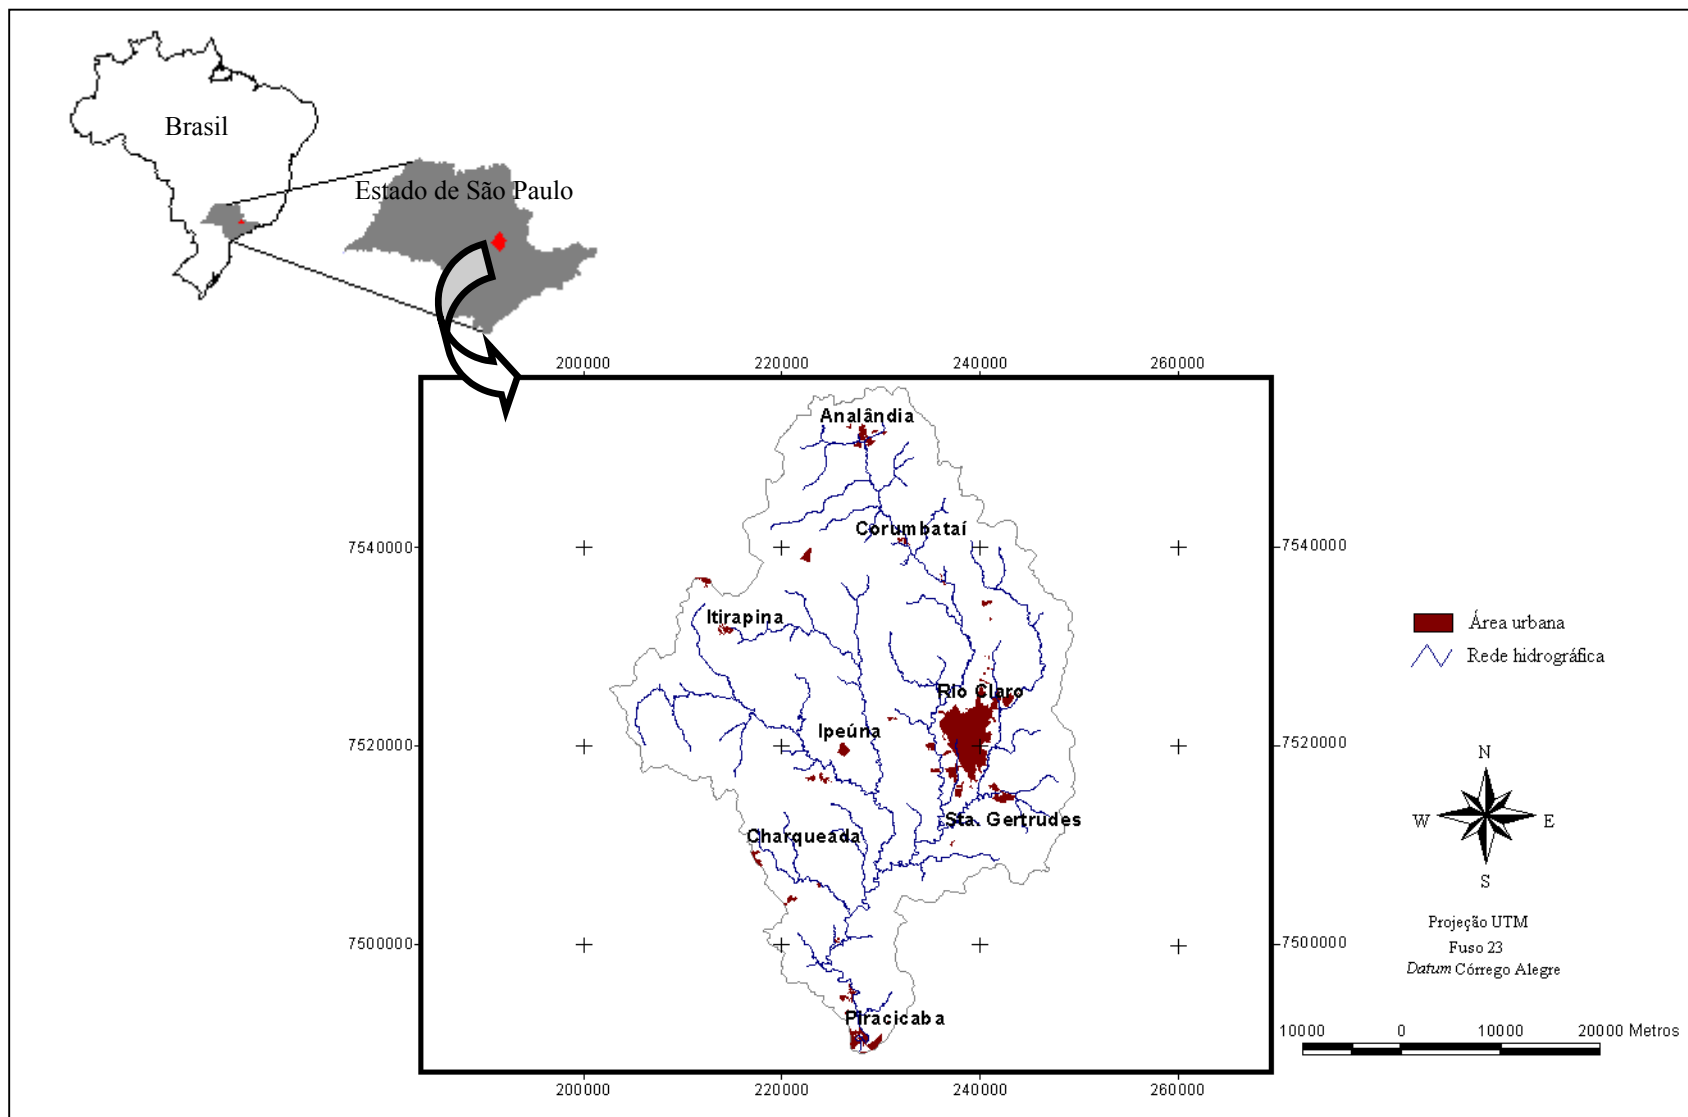 Brasil
Estado de São Paulo
200000 220000 240000 260000
Analândia
Corumbataí
7540000 7540000
Itirapina
Área urbana
Rede hidrográfica
Rio Claro
Ipeúna
7520000 7520000
N
W E
S
Sta. Gertrudes
Charqueada
Projeção UTM
Fuso 23
Datum Córrego Alegre
7500000 7500000
Piracicaba
10000 0 10000 20000 Metros
200000 220000 240000 260000